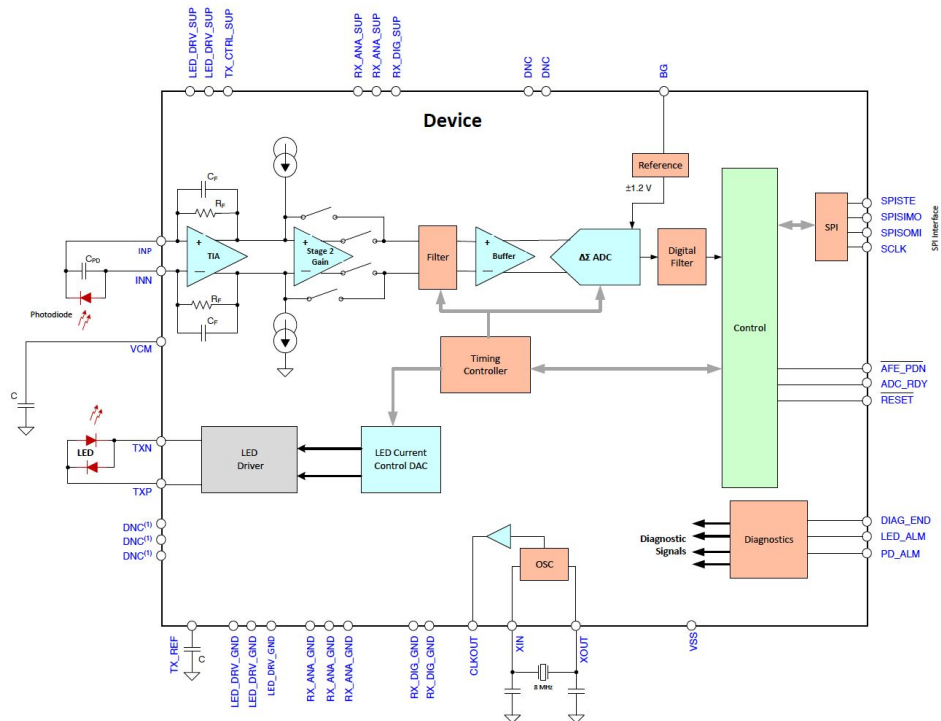 LED_DRV_SUP
LED_DRV_SUP
TX_CTRL_SUP
RX_ANA_SUP
RX_ANA_SUP
RX_DIG_SUP
DNC
DNC
BG
Device
Reference
±1.2 V
CF
RF
INP
+
−
TIA
+
−
Stage 2
Gain
Filter
+
−
Buffer
ΔΣ ADC
Digital
Filter
Control
SPI
SPISTE
SPISIMO
SPISOMI
SCLK
SPI Interface
CPD
INN
Photodiode
RF
CF
VCM
C
Timing
Controller
AFE_PDN
ADC_RDY
RESET
LED
TXN
TXP
LED
Driver
LED Current
Control DAC
DNC(1)
DNC(1)
DNC(1)
Diagnostic
Signals
Diagnostics
DIAG_END
LED_ALM
PD_ALM
OSC
TX_REF
C
LED_DRV_GND
LED_DRV_GND
LED_DRV_GND
RX_ANA_GND
RX_ANA_GND
RX_ANA_GND
RX_DIG_GND
RX_DIG_GND
CLKOUT
XIN
XOUT
VSS
8 MHz